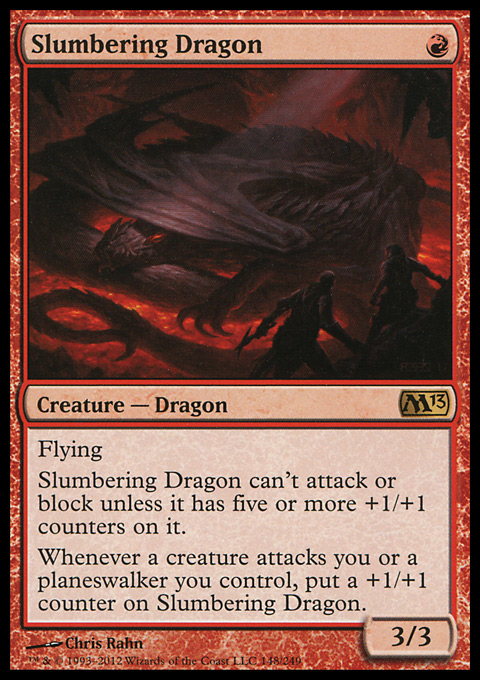 Slumbering Dragon
Creature — Dragon
M13
Flying
Slumbering Dragon can't attack or
block unless it has five or more +1/+1
counters on it.
Whenever a creature attacks you or a
planeswalker you control, put a +1/+1
counter on Slumbering Dragon.
3/3
Chris Rahn
™ & © 1993–2012 Wizards of the Coast LLC 148/249